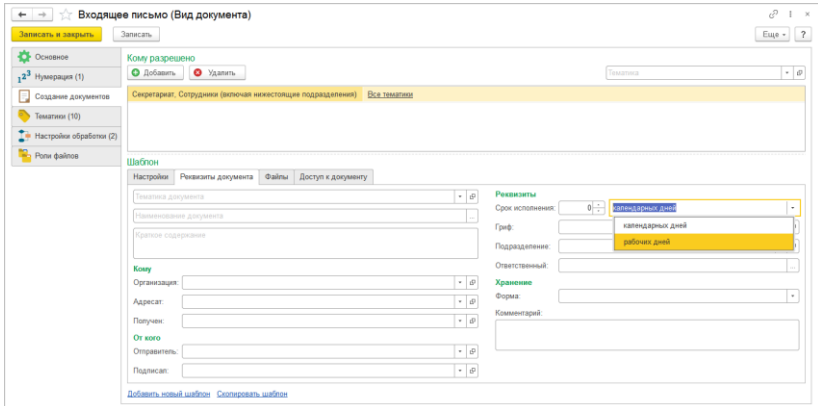 Входящее письмо (Вид документа)
Записать и закрыть Записать Еще ?
Основное
Нумерация (1)
Создание документов
Тематики (10)
Настройки обработки (2)
Роли файлов
Кому разрешено
Добавить Удалить Тематика
Секретариат, Сотрудники (включая нижестоящие подразделения) Все тематики
Шаблон
Настройки Реквизиты документа Файлы Доступ к документу
Тематика документа
Наименование документа
Краткое содержание
Кому
Организация:
Адресат:
Получен:
От кого
Отправитель:
Подписал:
Реквизиты
Срок исполнения: 0 календарных дней
календарных дней
рабочих дней
Гриф:
Подразделение:
Ответственный:
Хранение
Форма:
Комментарий:
Добавить новый шаблон Скопировать шаблон